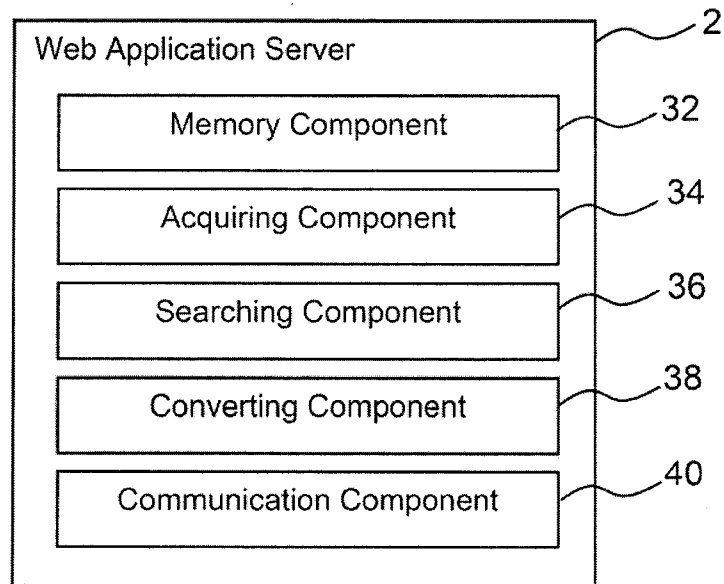 2
Web Application Server
Memory Component
32
Acquiring Component
34
Searching Component
36
Converting Component
38
Communication Component
40